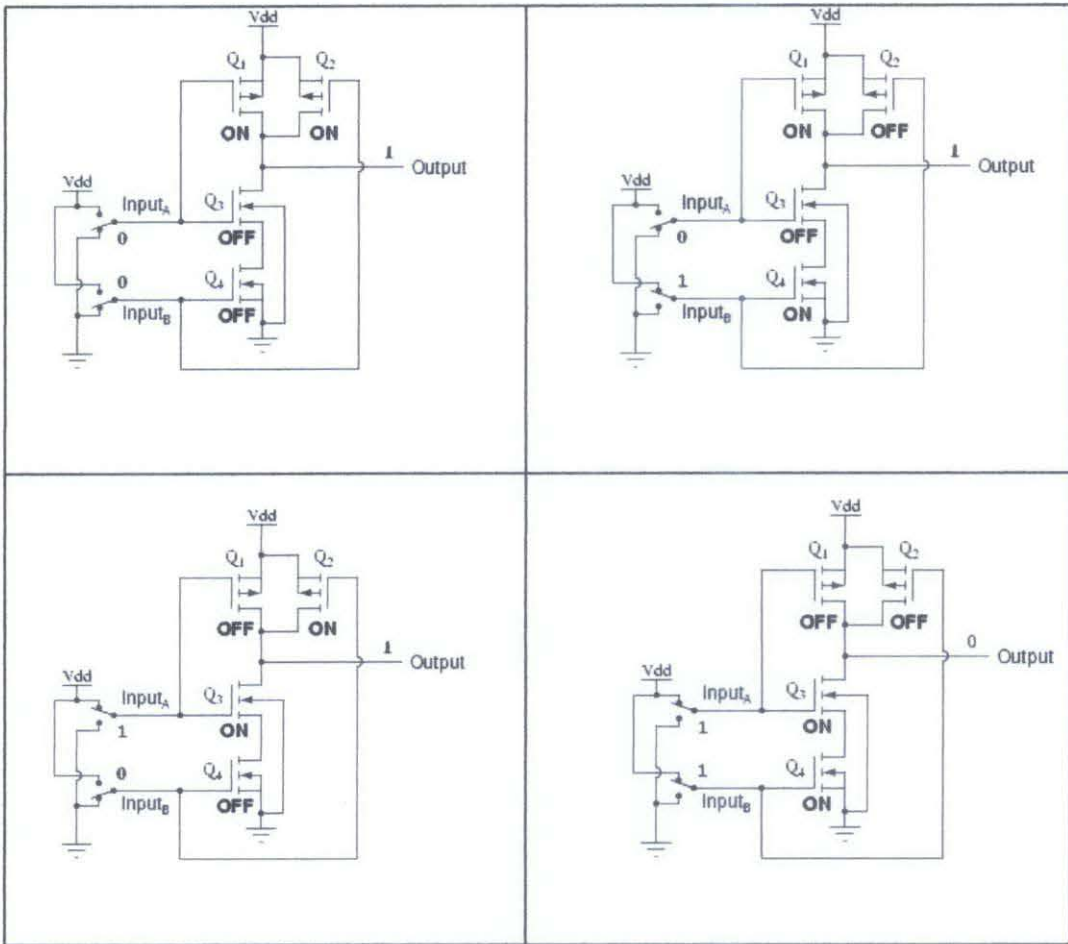 Vdd
Q1 Q2
ON ON
1 Output
Vdd
InputA Q3
0 OFF
0 Q4
InputB OFF
Vdd
Q1 Q2
ON OFF
1 Output
Vdd
InputA Q3
0 OFF
1 Q4
InputB ON
Vdd
Q1 Q2
OFF ON
1 Output
Vdd
InputA Q3
1 ON
0 Q4
InputB OFF
Vdd
Q1 Q2
OFF OFF
0 Output
Vdd
InputA Q3
1 ON
1 Q4
InputB ON